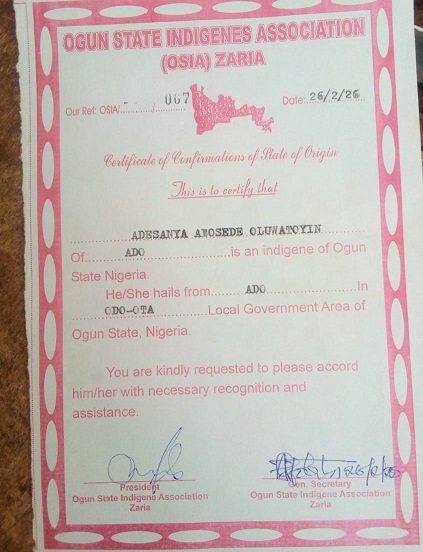 OGUN STATE INDIGENES ASSOCIATION
(OSIA) ZARIA
Our Ref: OSIA/............/...067 Date:..26/2/26
Certificate of Confirmations of State of Origin
This is to certify that
ADESANYA AROSEDE OLUWATOYIN
Of ADO is an indigene of Ogun
State Nigeria.
He/She hails from ADO In
ODO-OTA Local Government Area of
Ogun State, Nigeria.
You are kindly requested to please accord
him/her with necessary recognition and
assistance.
President
Ogun State Indigene Association
Zaria
Gen. Secretary
Ogun State Indigene Association
Zaria